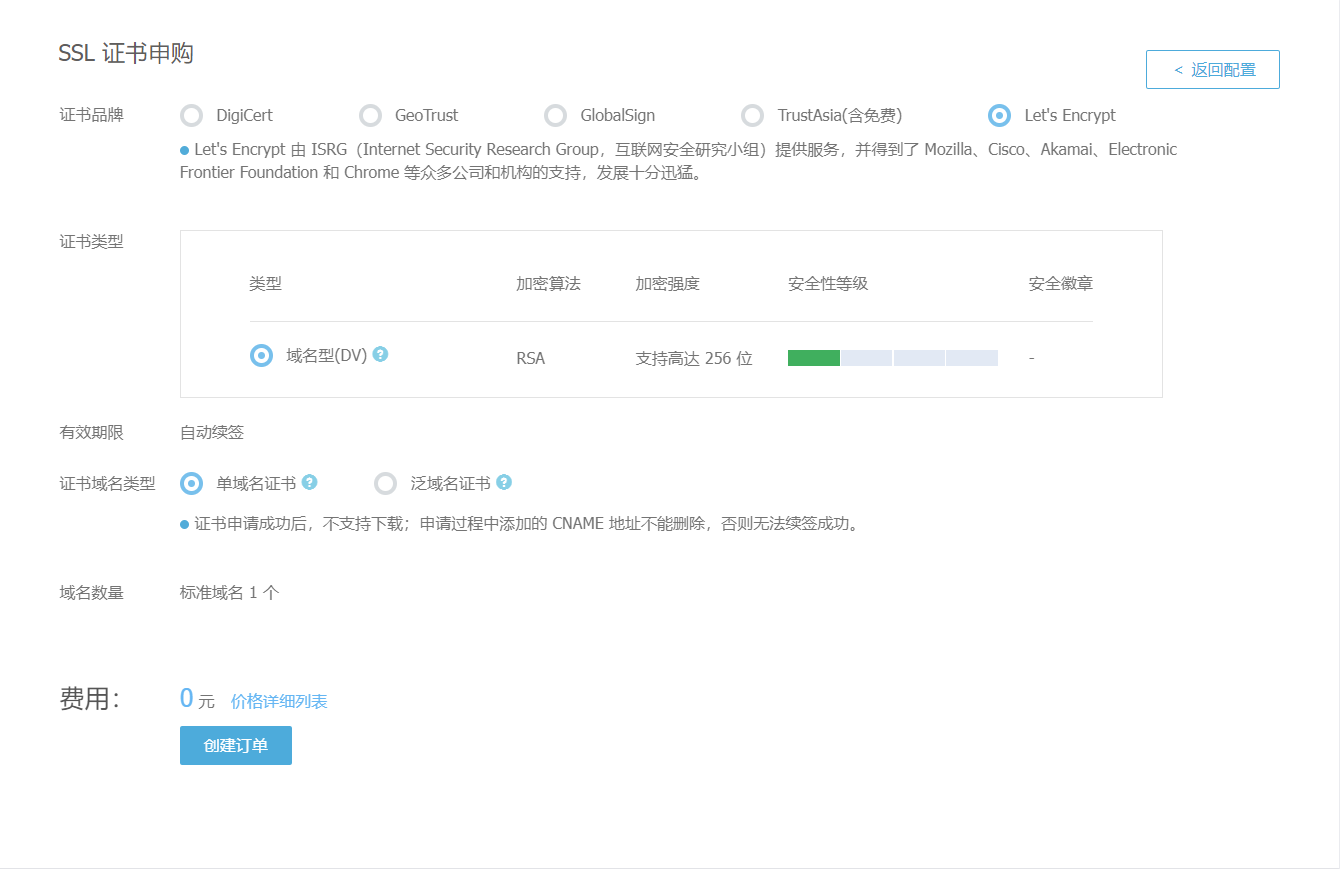 SSL 证书申购
< 返回配置
证书品牌 DigiCert GeoTrust GlobalSign TrustAsia(含免费) Let's Encrypt
Let's Encrypt 由 ISRG（Internet Security Research Group，互联网安全研究小组）提供服务，并得到了 Mozilla、Cisco、Akamai、Electronic
Frontier Foundation 和 Chrome 等众多公司和机构的支持，发展十分迅猛。
证书类型
类型 加密算法 加密强度 安全性等级 安全徽章
域名型(DV) ? RSA 支持高达 256 位 -
有效期限 自动续签
证书域名类型 单域名证书 ? 泛域名证书 ?
证书申请成功后，不支持下载；申请过程中添加的 CNAME 地址不能删除，否则无法续签成功。
域名数量 标准域名 1 个
费用： 0 元 价格详细列表
创建订单